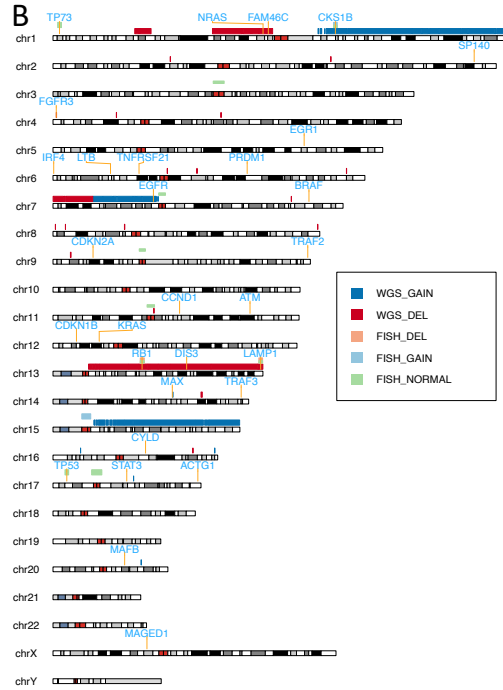 B
TP73 NRAS FAM46C CKS1B
chr1
SP140
chr2
chr3
FGFR3
chr4
EGR1
chr5
IRF4 LTB TNFRSF21 PRDM1
chr6
EGFR BRAF
chr7
chr8
CDKN2A TRAF2
chr9
chr10
CCND1 ATM
chr11
CDKN1B KRAS
chr12
RB1 DIS3 LAMP1
chr13
MAX TRAF3
chr14
chr15
CYLD
chr16
TP53 STAT3 ACTG1
chr17
chr18
chr19
MAFB
chr20
chr21
chr22
MAGED1
chrX
chrY
WGS_GAIN
WGS_DEL
FISH_DEL
FISH_GAIN
FISH_NORMAL